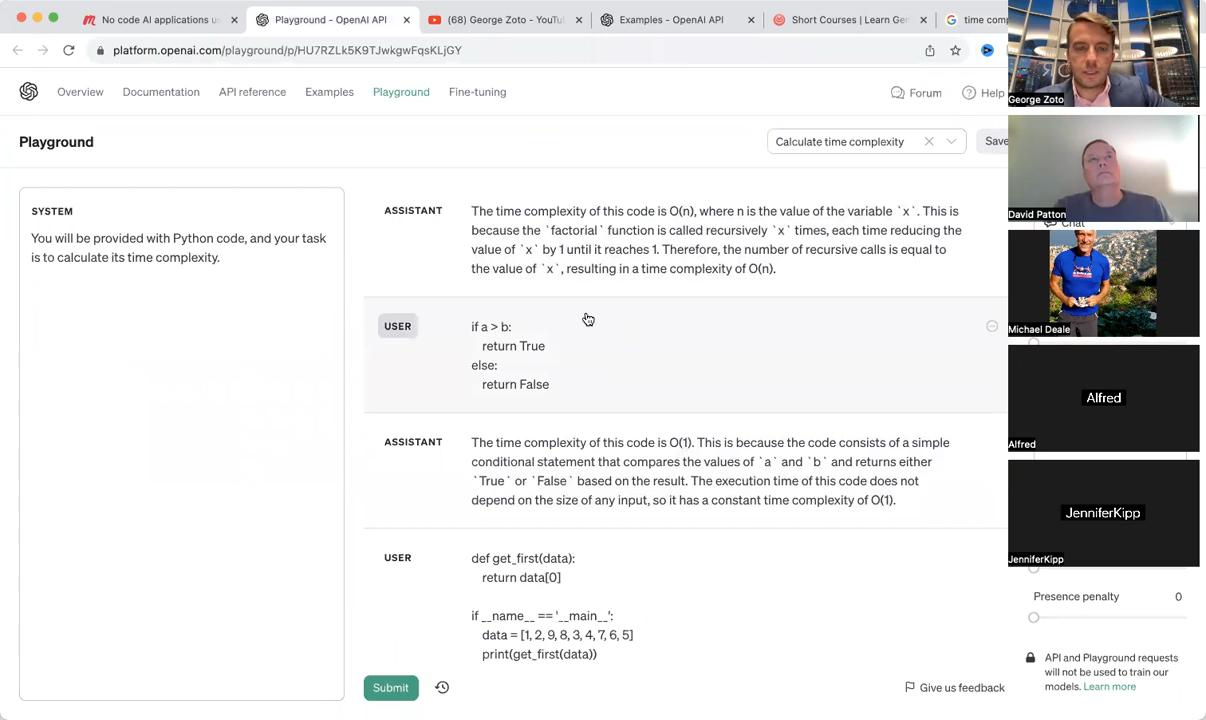 No code AI applications u
Playground - OpenAI API
(68) George Zoto - YouTu
Examples - OpenAI API
Short Courses | Learn Ge
time comp
platform.openai.com/playground/p/HU7RZLk5K9TJwkgwFqsKLjGY
Overview
Documentation
API reference
Examples
Playground
Fine-tuning
Forum
Help
Playground
Calculate time complexity
Save
SYSTEM
You will be provided with Python code, and your task
is to calculate its time complexity.
ASSISTANT
The time complexity of this code is O(n), where n is the value of the variable `x`. This is
because the `factorial` function is called recursively `x` times, each time reducing the
value of `x` by 1 until it reaches 1. Therefore, the number of recursive calls is equal to
the value of `x`, resulting in a time complexity of O(n).
USER
if a > b:
return True
else:
return False
ASSISTANT
The time complexity of this code is O(1). This is because the code consists of a simple
conditional statement that compares the values of `a` and `b` and returns either
`True` or `False` based on the result. The execution time of this code does not
depend on the size of any input, so it has a constant time complexity of O(1).
USER
def get_first(data):
return data[0]
if __name__ == '__main__':
data = [1, 2, 9, 8, 3, 4, 7, 6, 5]
print(get_first(data))
Submit
Give us feedback
George Zoto
David Patton
Chat
Michael Deale
Alfred
Alfred
JenniferKipp
JenniferKipp
Presence penalty
0
API and Playground requests
will not be used to train our
models. Learn more